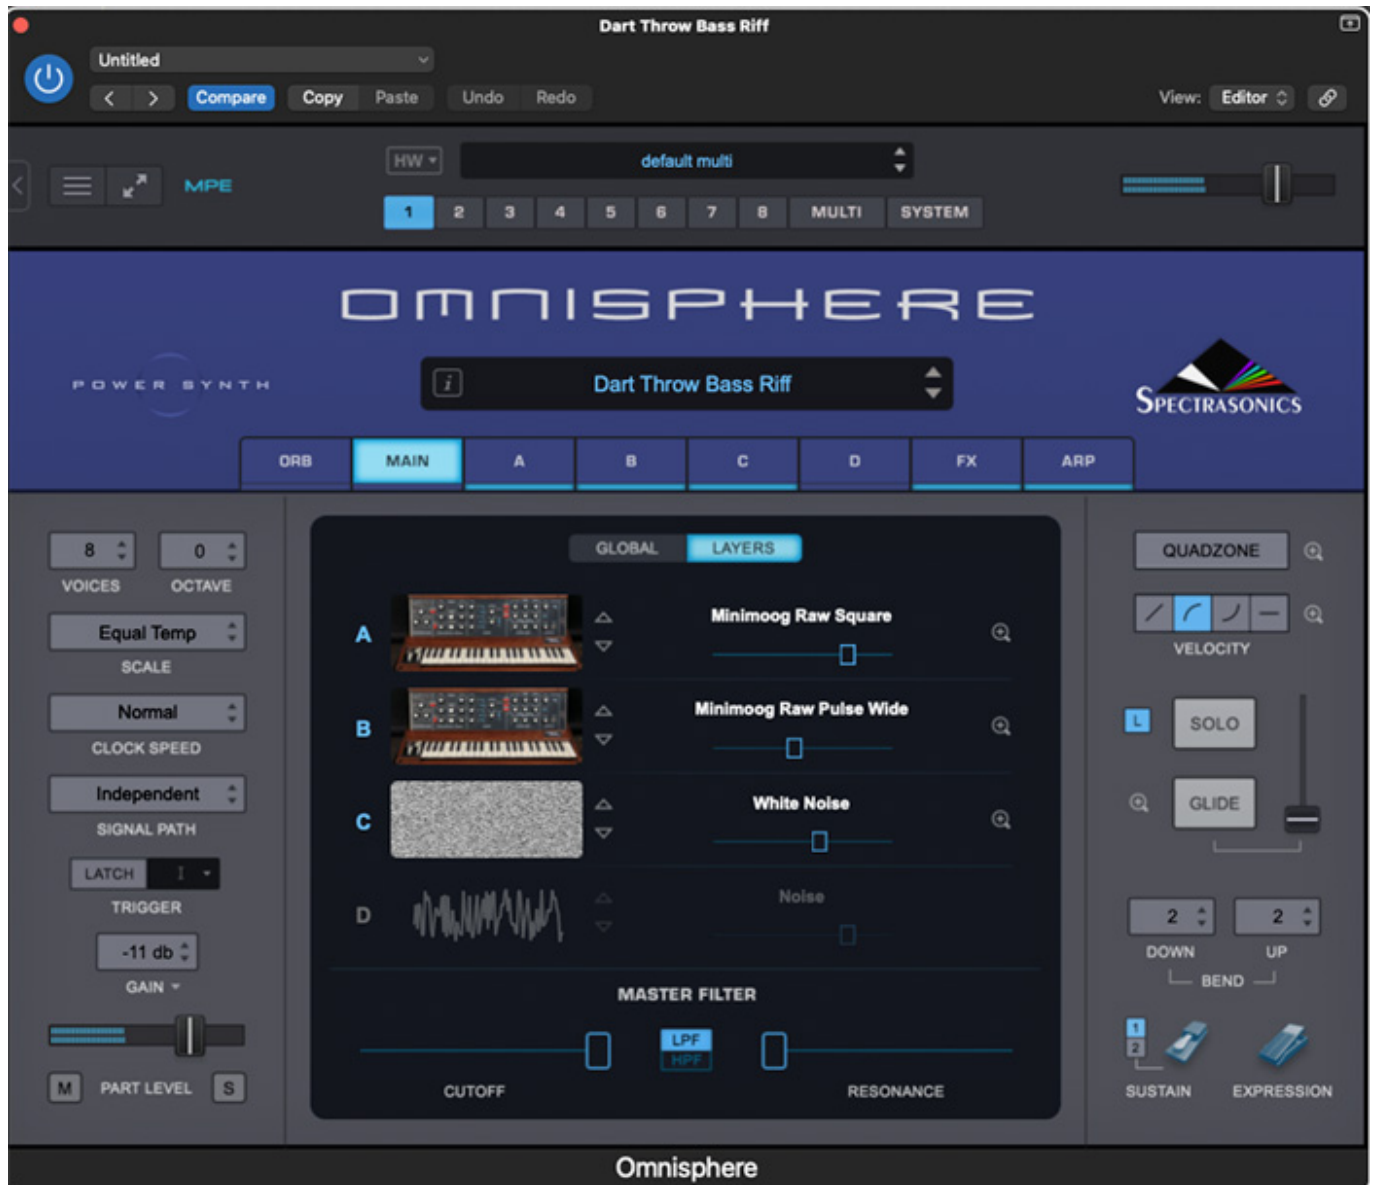 Dart Throw Bass Riff
Untitled
Compare Copy Paste Undo Redo View: Editor
HW default multi
MPE
1 2 3 4 5 6 7 8 MULTI SYSTEM
OMNISPHERE
POWER SYNTH
i Dart Throw Bass Riff
SPECTRASONICS
ORB MAIN A B C D FX ARP
8 0
VOICES OCTAVE
Equal Temp
SCALE
Normal
CLOCK SPEED
Independent
SIGNAL PATH
LATCH
TRIGGER
-11 db
GAIN
M PART LEVEL S
GLOBAL LAYERS
A Minimoog Raw Square
B Minimoog Raw Pulse Wide
C White Noise
D Noise
MASTER FILTER
LPF
HPF
CUTOFF RESONANCE
QUADZONE
VELOCITY
L SOLO
GLIDE
2 2
DOWN UP
BEND
1
2
SUSTAIN EXPRESSION
Omnisphere